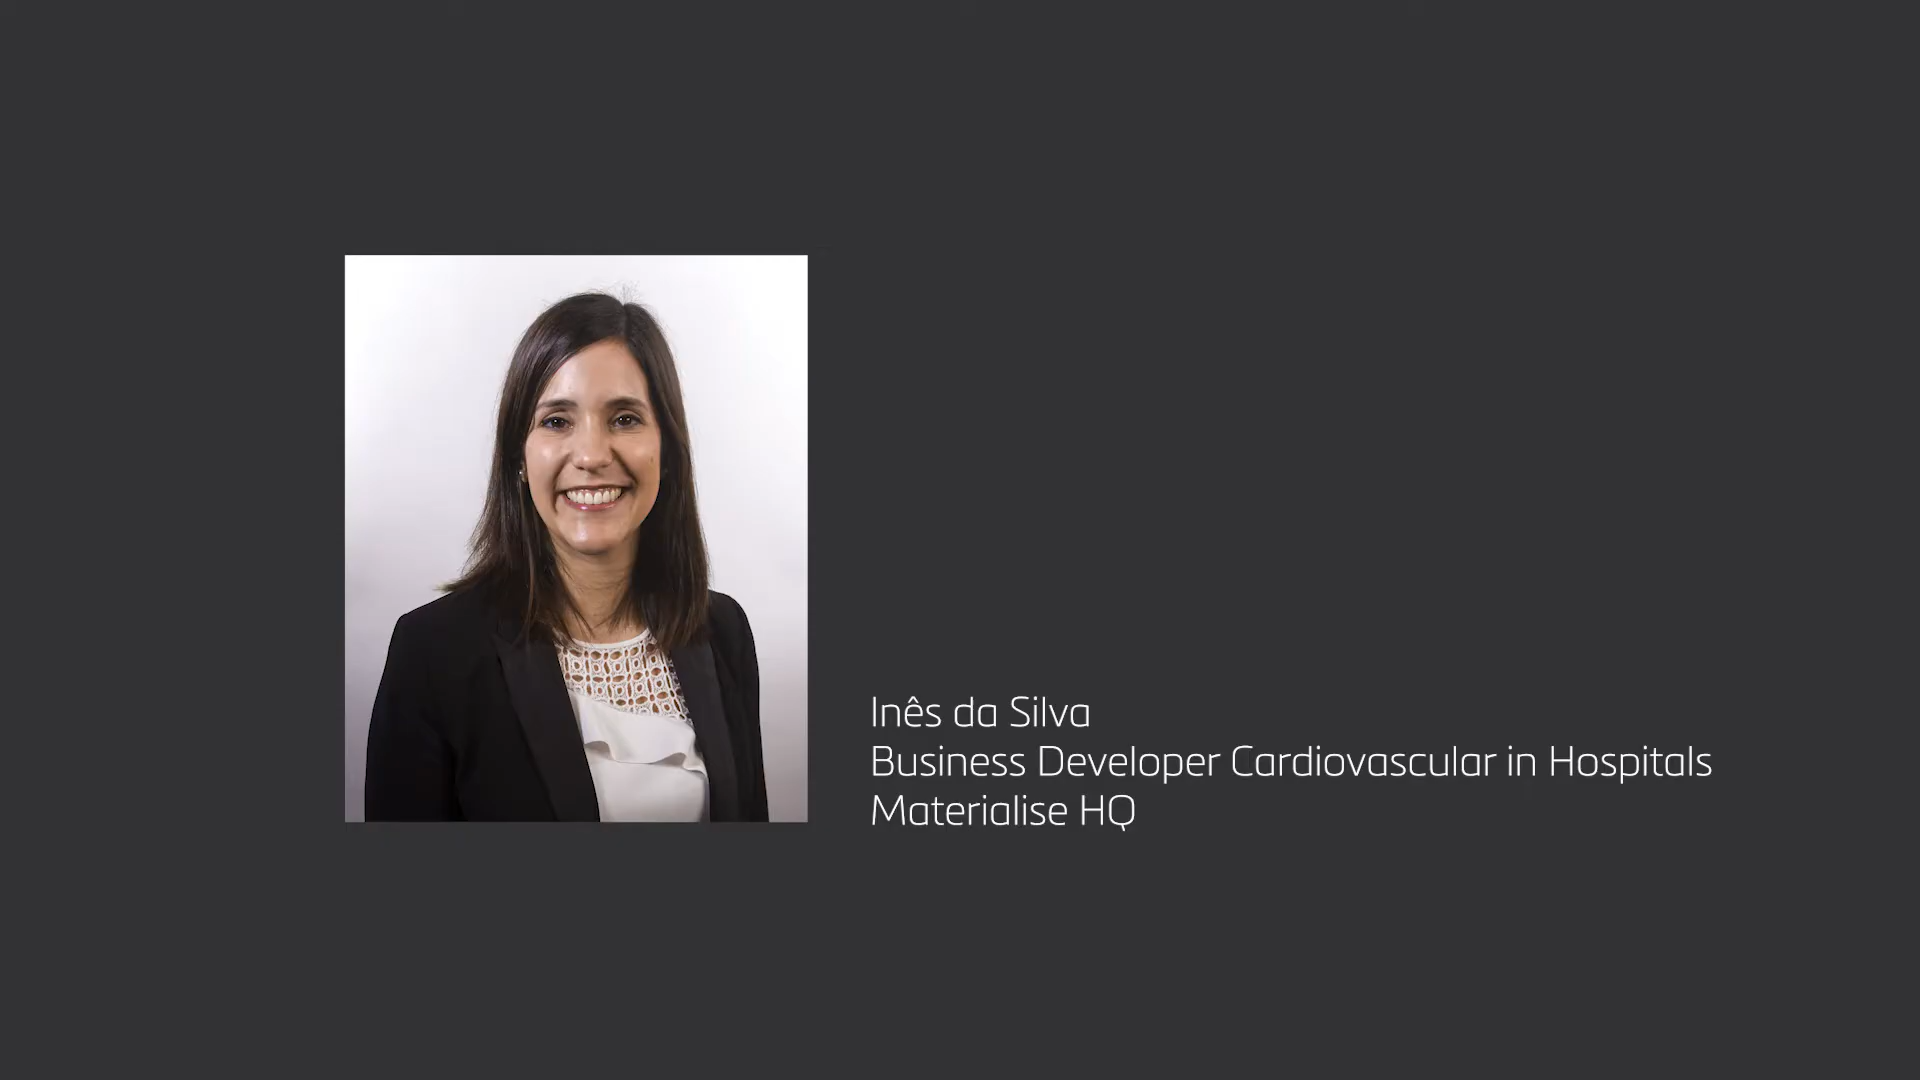 Inês da Silva
Business Developer Cardiovascular in Hospitals
Materialise HQ